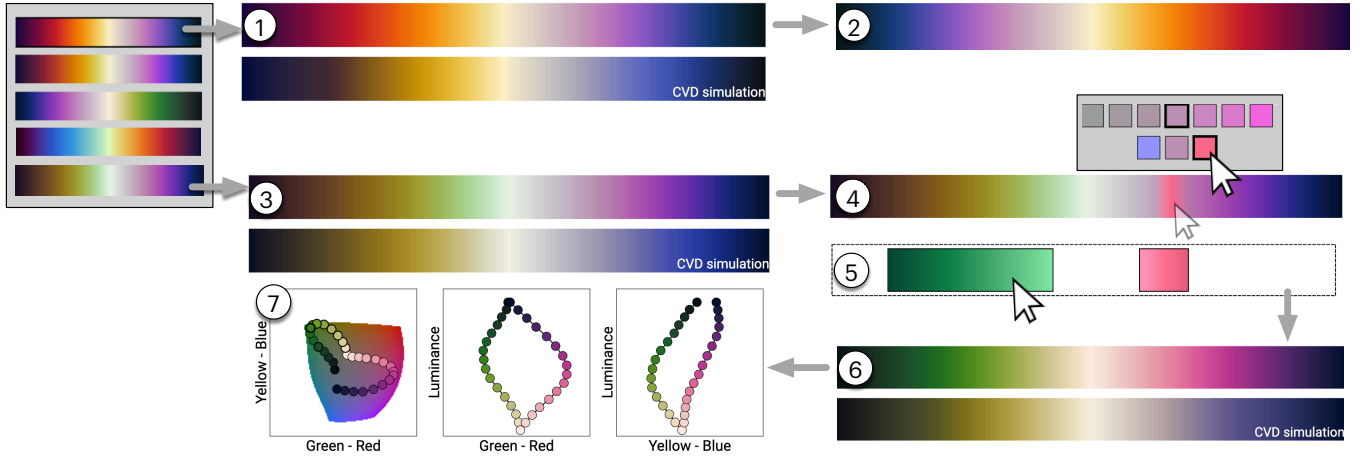 1
2
CVD simulation
3
4
CVD simulation
5
7
Yellow - Blue
Luminance
Luminance
Green - Red
Green - Red
Yellow - Blue
6
CVD simulation